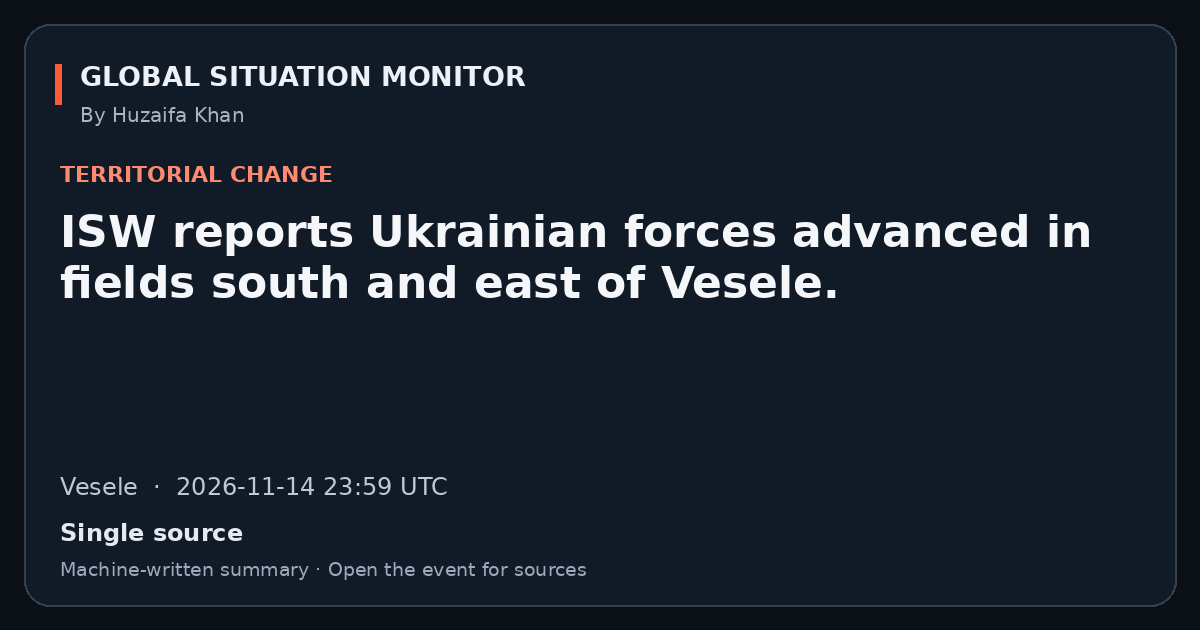 GLOBAL SITUATION MONITOR
By Huzaifa Khan
TERRITORIAL CHANGE
ISW reports Ukrainian forces advanced in
fields south and east of Vesele.
Vesele · 2026-11-14 23:59 UTC
Single source
Machine-written summary · Open the event for sources